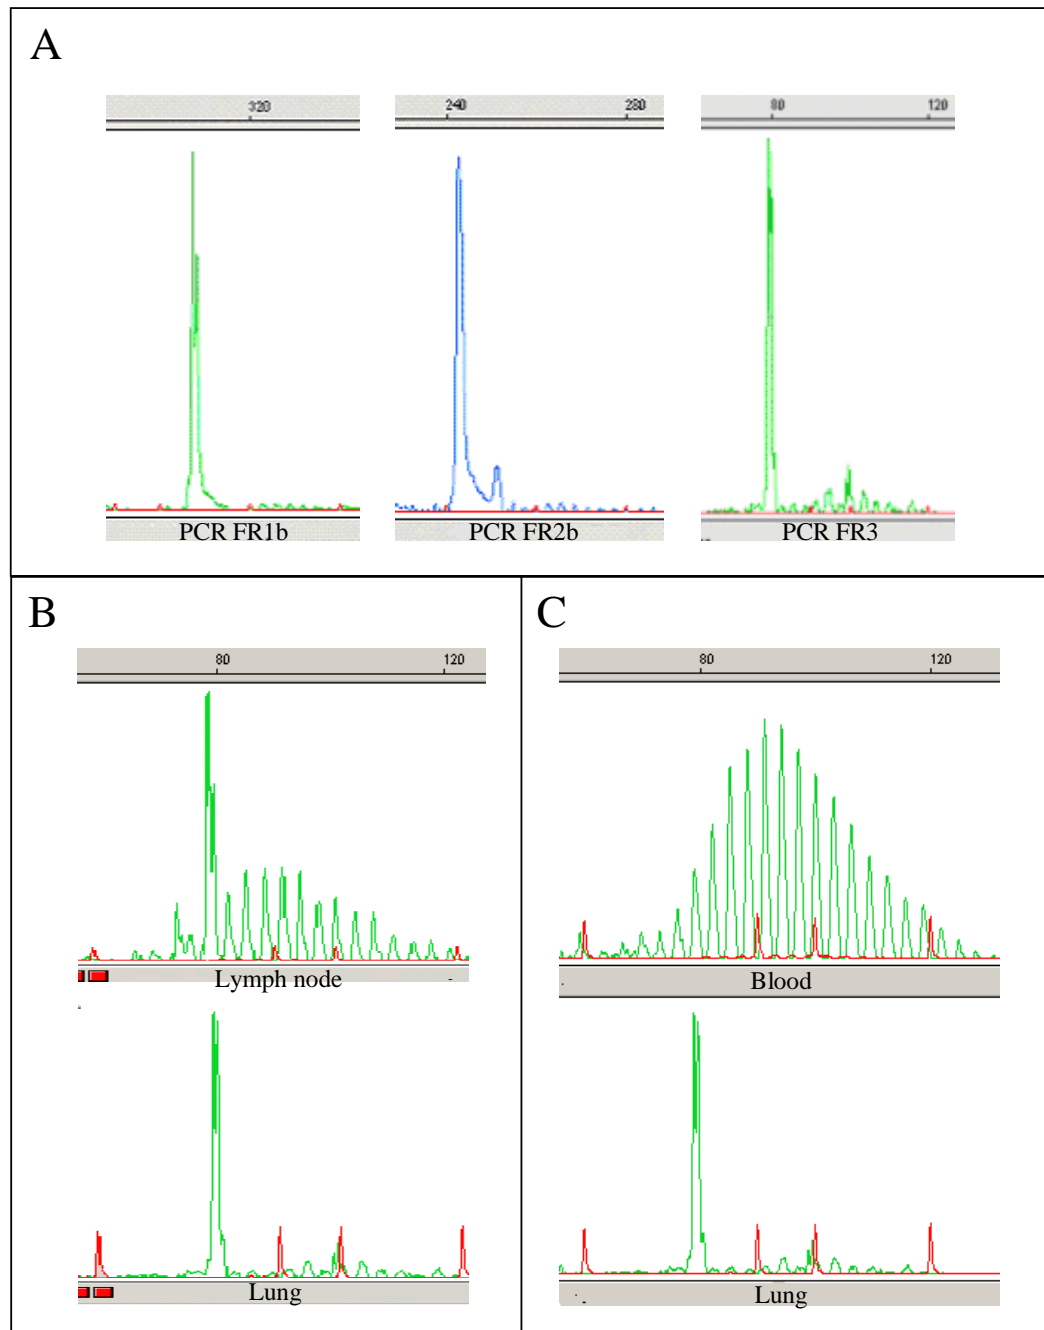 A
320
240 280
80 120
PCR FR1b
PCR FR2b
PCR FR3
B
80 120
Lymph node
Lung
C
80 120
Blood
Lung